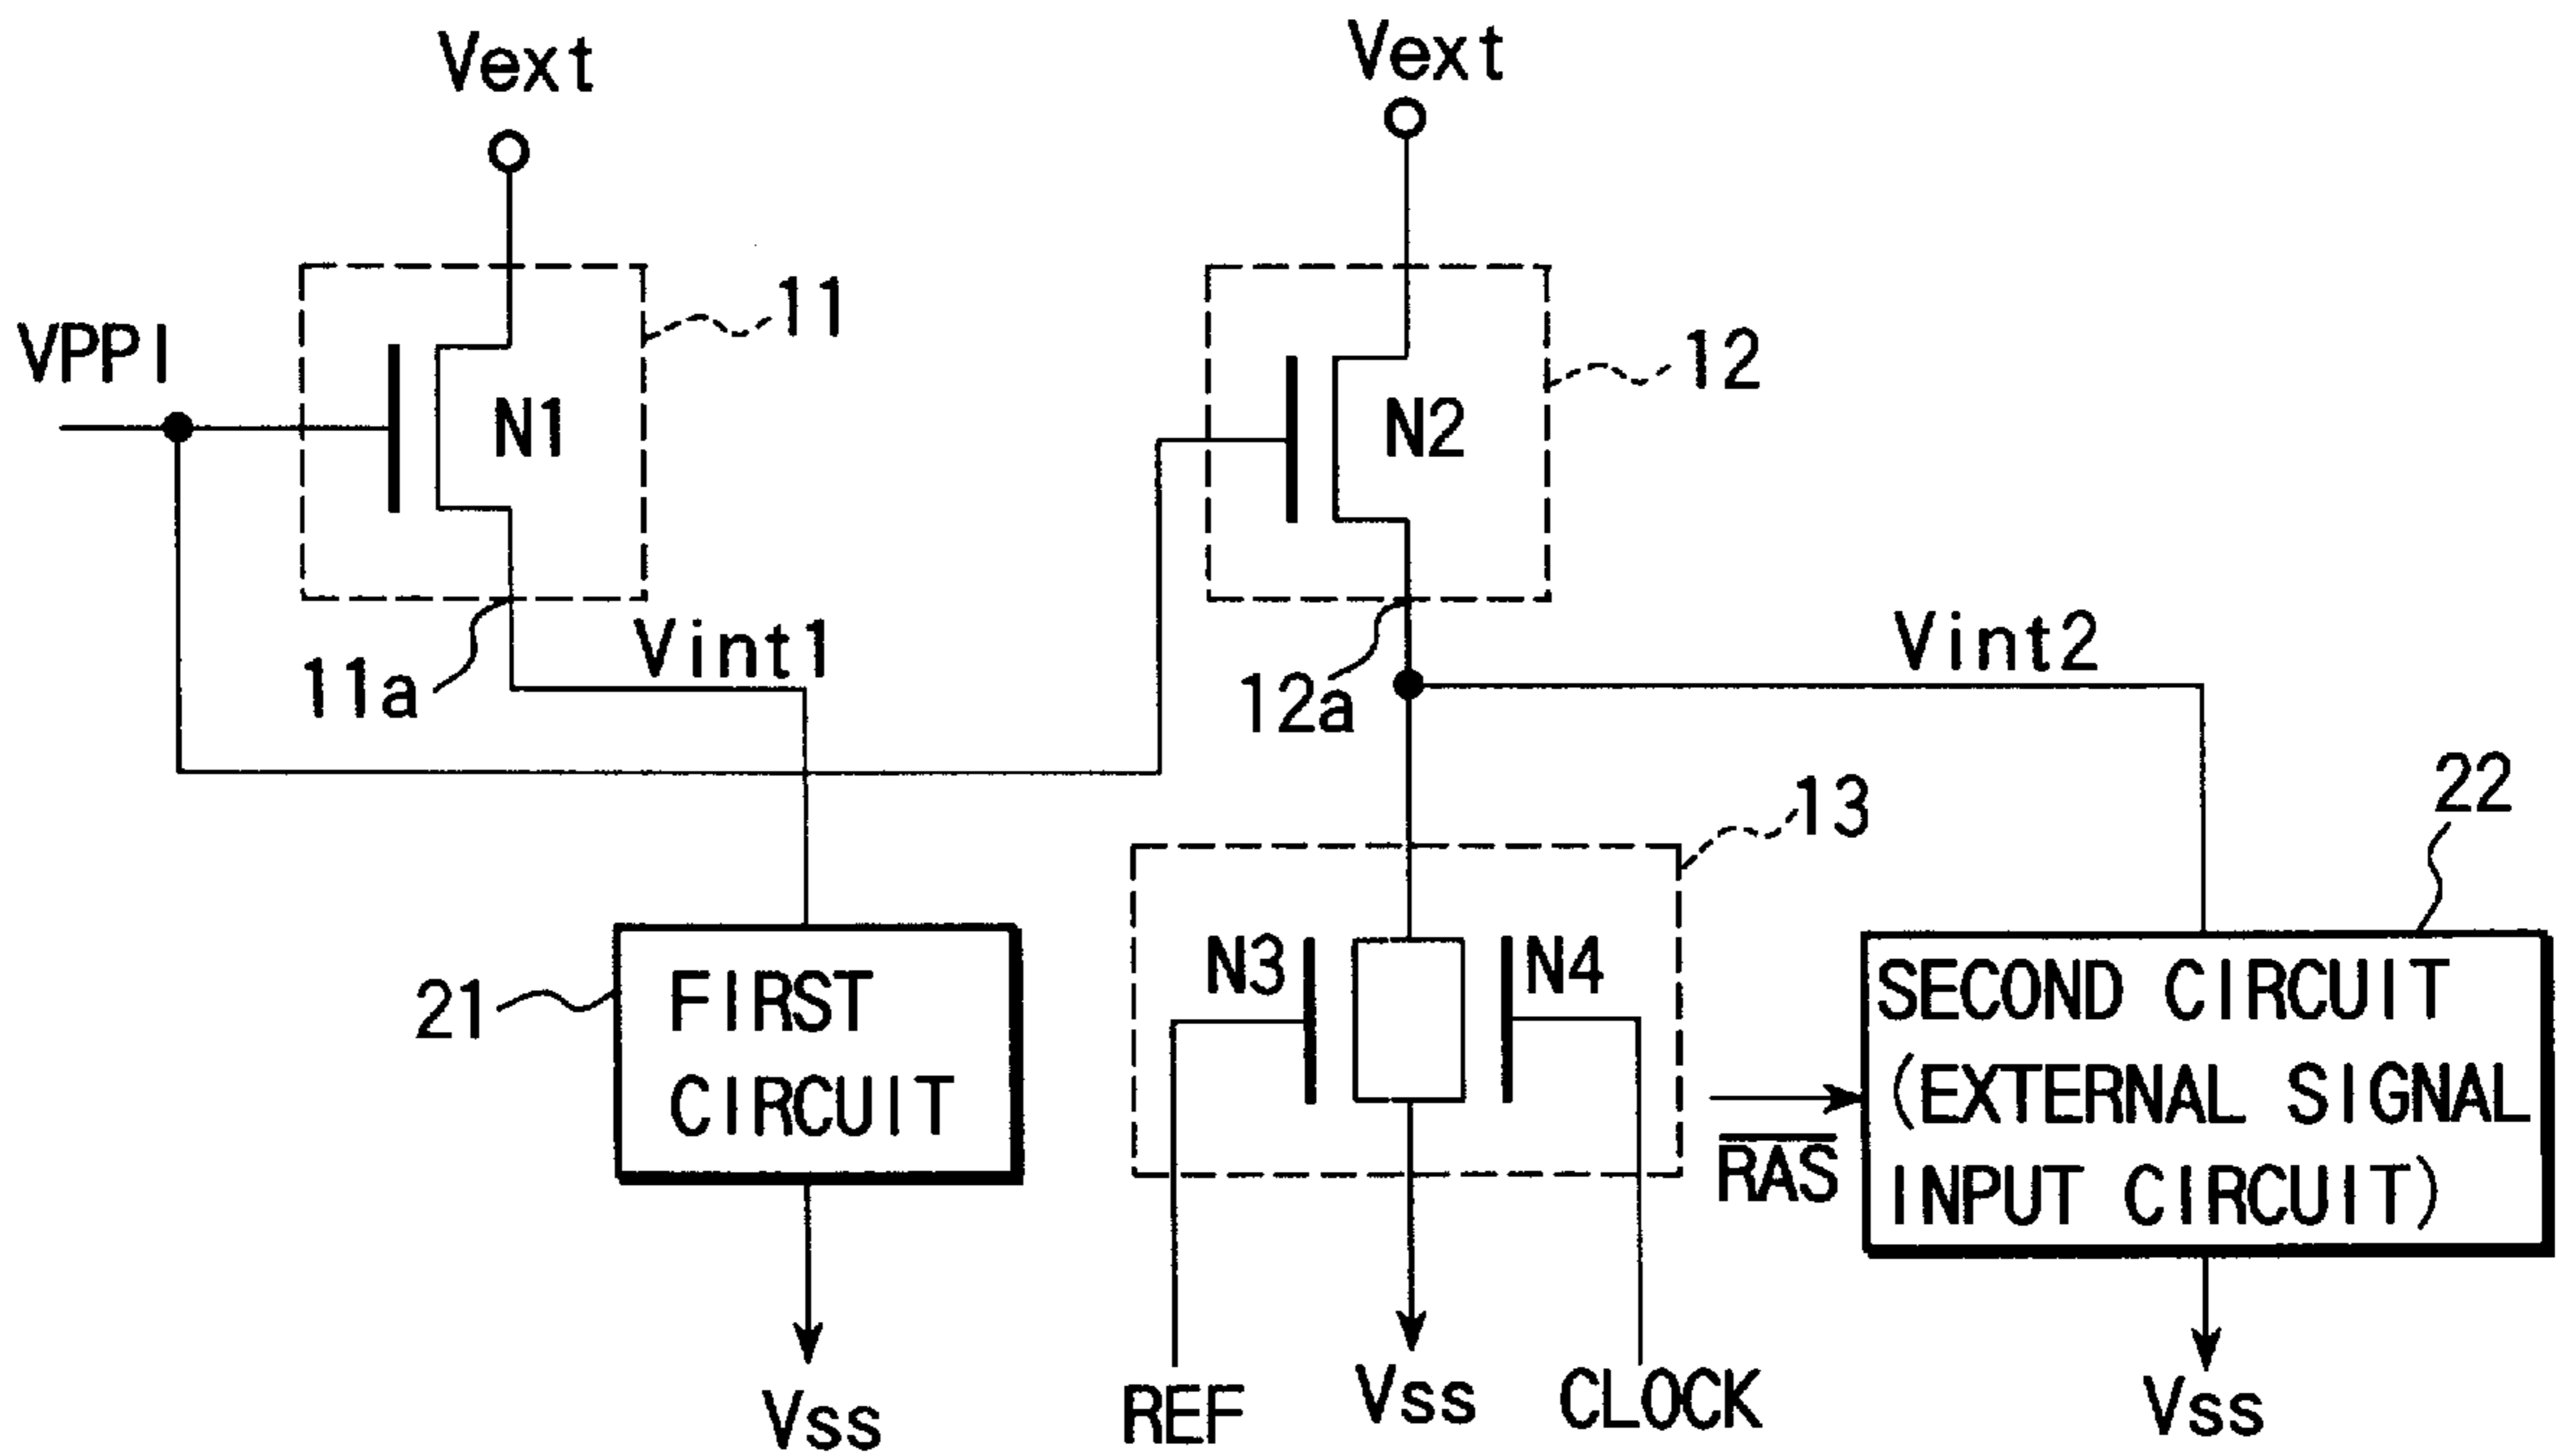 Vext
Vext
11
VPPI
N1
12
N2
11a
Vint1
12a
Vint2
13
22
21
FIRST
CIRCUIT
N3
N4
SECOND CIRCUIT
(EXTERNAL SIGNAL
INPUT CIRCUIT)
R̅A̅S̅
Vss
REF
Vss
CLOCK
Vss